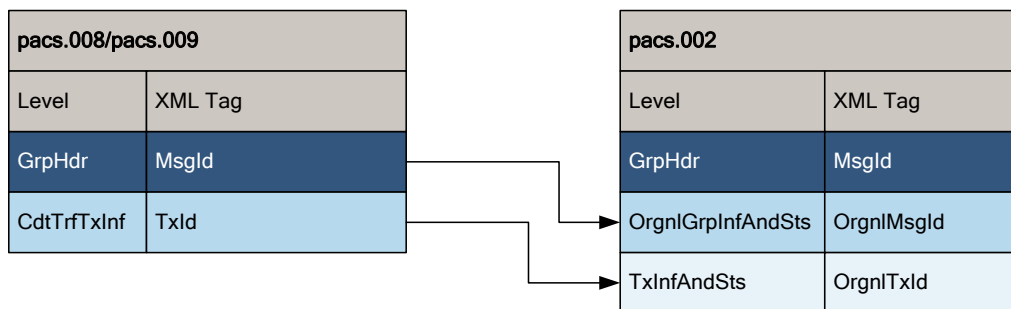 pacs.008/pacs.009
Level XML Tag
GrpHdr MsgId
CdtTrfTxInf TxId
pacs.002
Level XML Tag
GrpHdr MsgId
OrgnlGrpInfAndSts OrgnlMsgId
TxInfAndSts OrgnlTxId